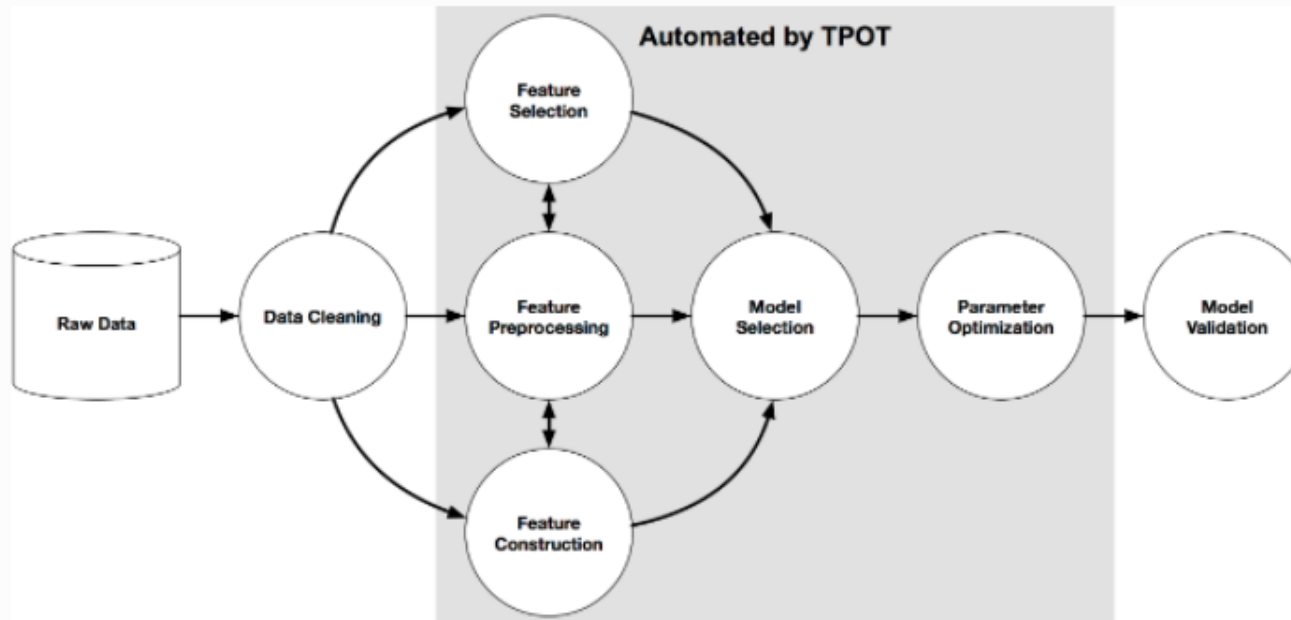 Automated by TPOT
Feature
Selection
Raw Data
Data Cleaning
Feature
Preprocessing
Model
Selection
Parameter
Optimization
Model
Validation
Feature
Construction